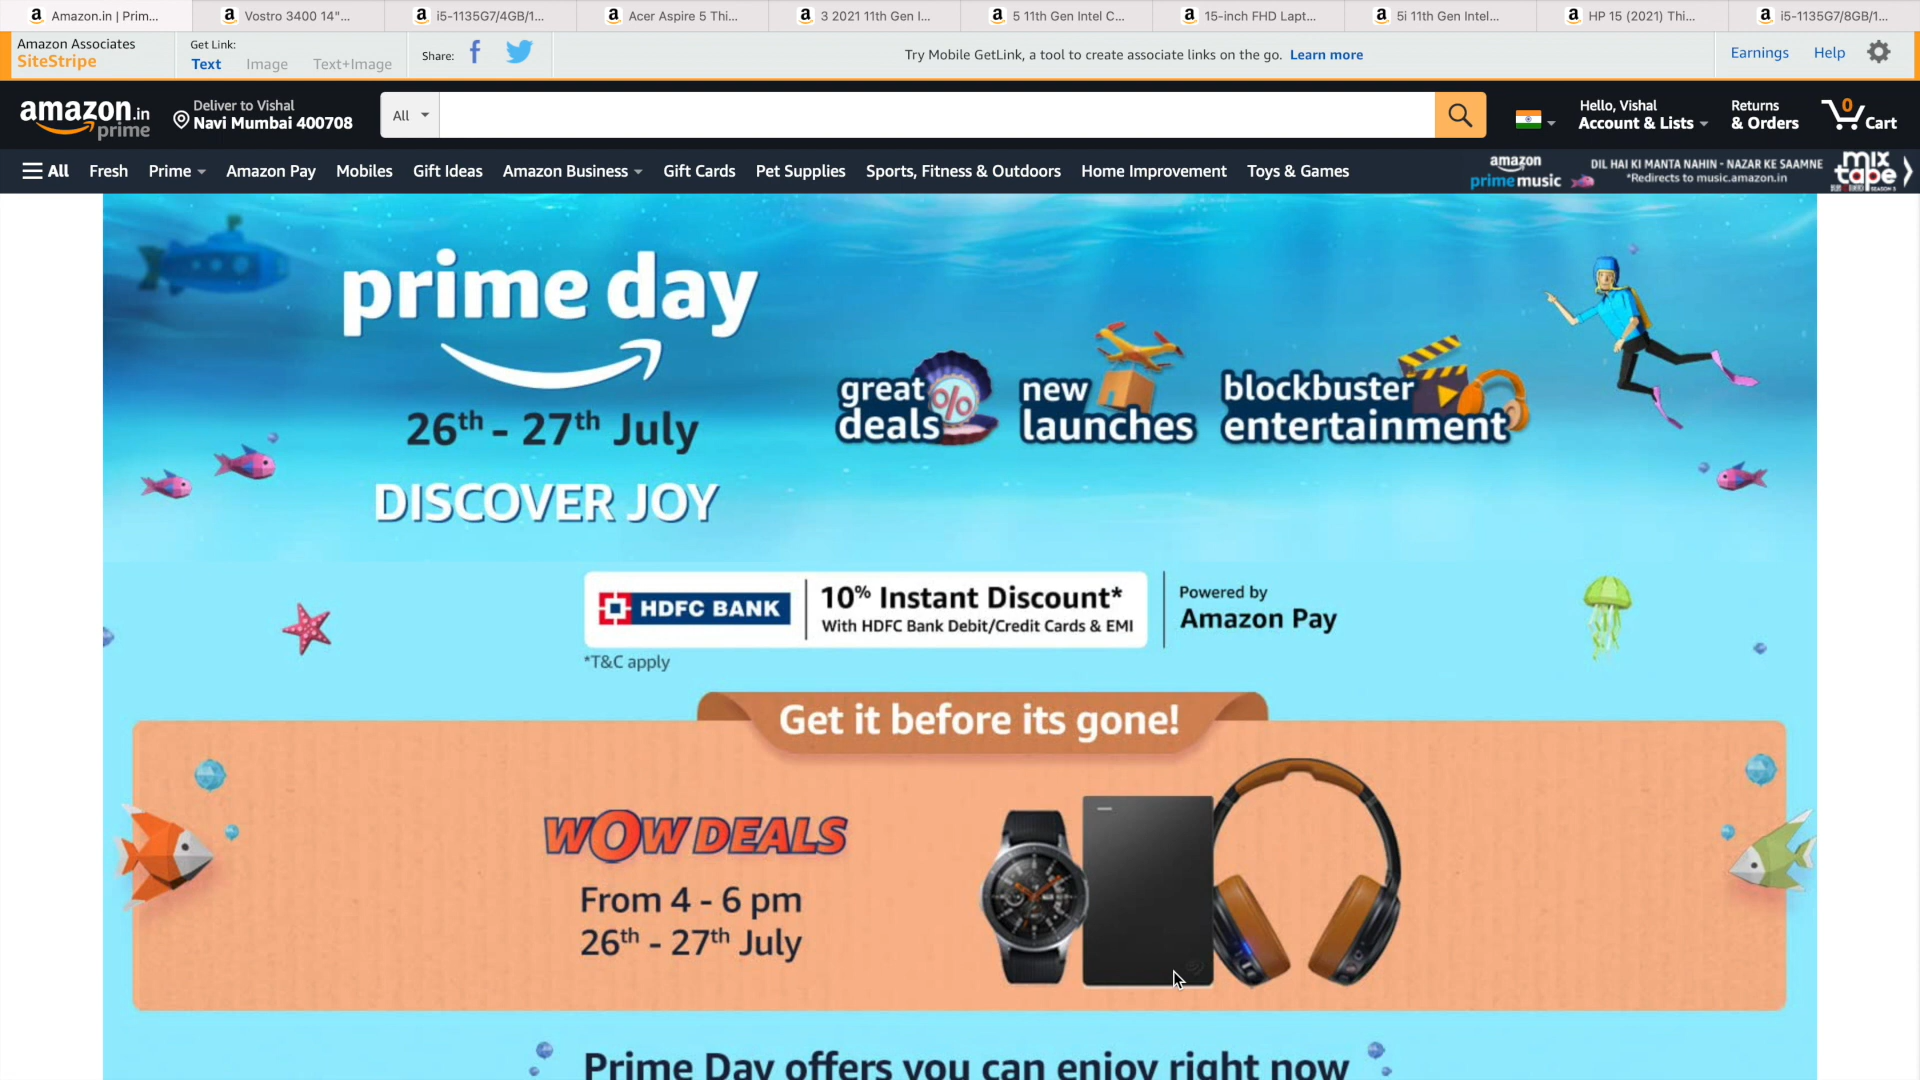 Amazon.in | Prim...
Vostro 3400 14"...
i5-1135G7/4GB/1...
Acer Aspire 5 Thi...
3 2021 11th Gen I...
5 11th Gen Intel C...
15-inch FHD Lapt...
5i 11th Gen Intel...
HP 15 (2021) Thi...
i5-1135G7/8GB/1...
Amazon Associates
SiteStripe
Get Link:
Text Image Text+Image
Share:
Try Mobile GetLink, a tool to create associate links on the go. Learn more
Earnings Help
amazon.in
prime
Deliver to Vishal
Navi Mumbai 400708
All
Hello, Vishal
Account & Lists
Returns
& Orders
0
Cart
All Fresh Prime Amazon Pay Mobiles Gift Ideas Amazon Business Gift Cards Pet Supplies Sports, Fitness & Outdoors Home Improvement Toys & Games
amazon
prime music
DIL HAI KI MANTA NAHIN - NAZAR KE SAAMNE
*Redirects to music.amazon.in
mix
tape
SEASON 3
prime day
26th - 27th July
DISCOVER JOY
great
deals
%
new
launches
blockbuster
entertainment
HDFC BANK
10% Instant Discount*
With HDFC Bank Debit/Credit Cards & EMI
Powered by
Amazon Pay
*T&C apply
Get it before its gone!
WOW DEALS
From 4 - 6 pm
26th - 27th July
Prime Day offers you can enjoy right now